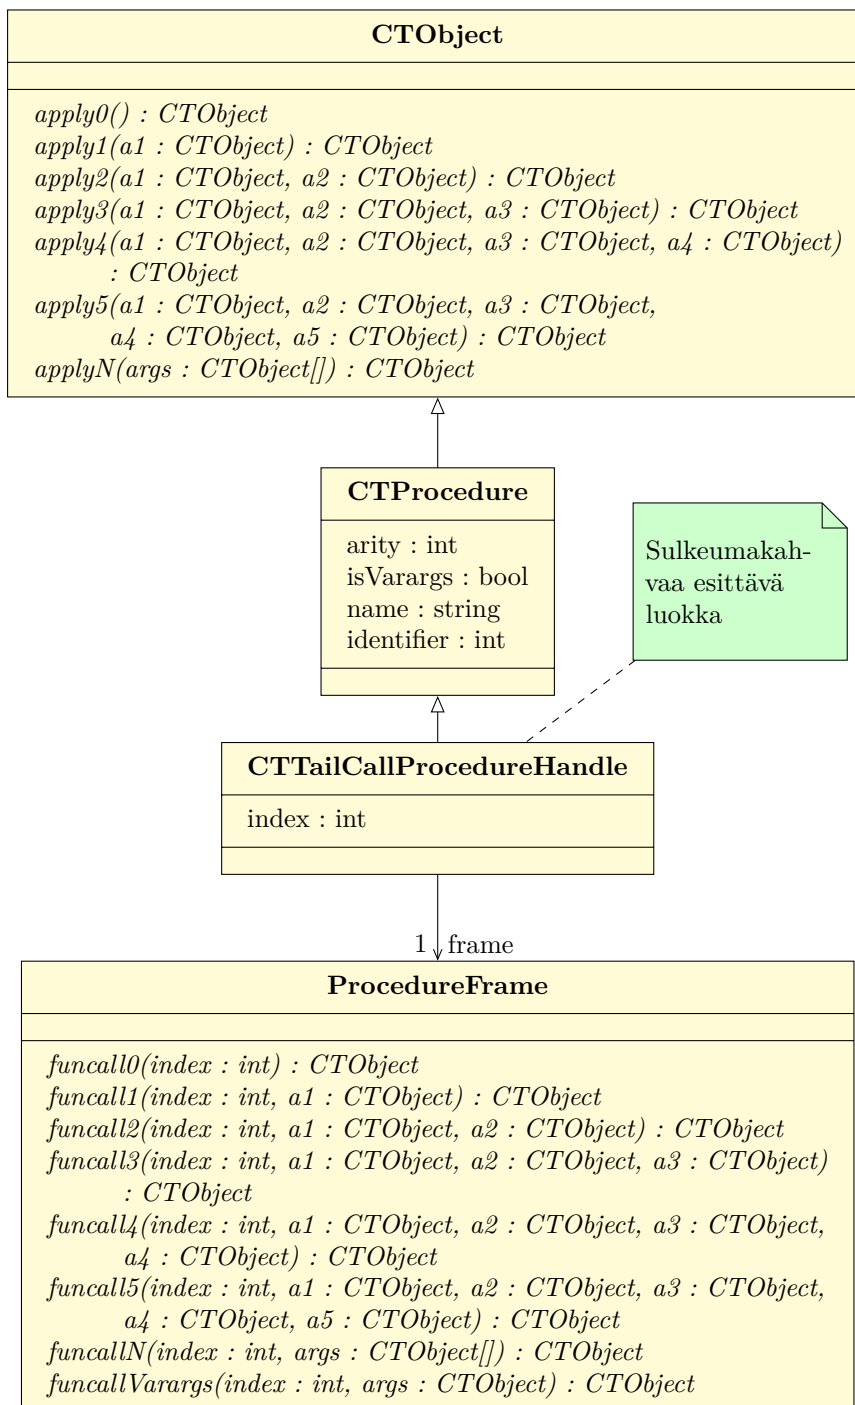 CTObject
apply0() : CTObject
apply1(a1 : CTObject) : CTObject
apply2(a1 : CTObject, a2 : CTObject) : CTObject
apply3(a1 : CTObject, a2 : CTObject, a3 : CTObject) : CTObject
apply4(a1 : CTObject, a2 : CTObject, a3 : CTObject, a4 : CTObject)
: CTObject
apply5(a1 : CTObject, a2 : CTObject, a3 : CTObject,
a4 : CTObject, a5 : CTObject) : CTObject
applyN(args : CTObject[]) : CTObject
CTProcedure
arity : int
isVarargs : bool
name : string
identifier : int
Sulkeumakah-
vaa esittävä
luokka
CTTailCallProcedureHandle
index : int
1 frame
ProcedureFrame
funcall0(index : int) : CTObject
funcall1(index : int, a1 : CTObject) : CTObject
funcall2(index : int, a1 : CTObject, a2 : CTObject) : CTObject
funcall3(index : int, a1 : CTObject, a2 : CTObject, a3 : CTObject)
: CTObject
funcall4(index : int, a1 : CTObject, a2 : CTObject, a3 : CTObject,
a4 : CTObject) : CTObject
funcall5(index : int, a1 : CTObject, a2 : CTObject, a3 : CTObject,
a4 : CTObject, a5 : CTObject) : CTObject
funcallN(index : int, args : CTObject[]) : CTObject
funcallVarargs(index : int, args : CTObject) : CTObject